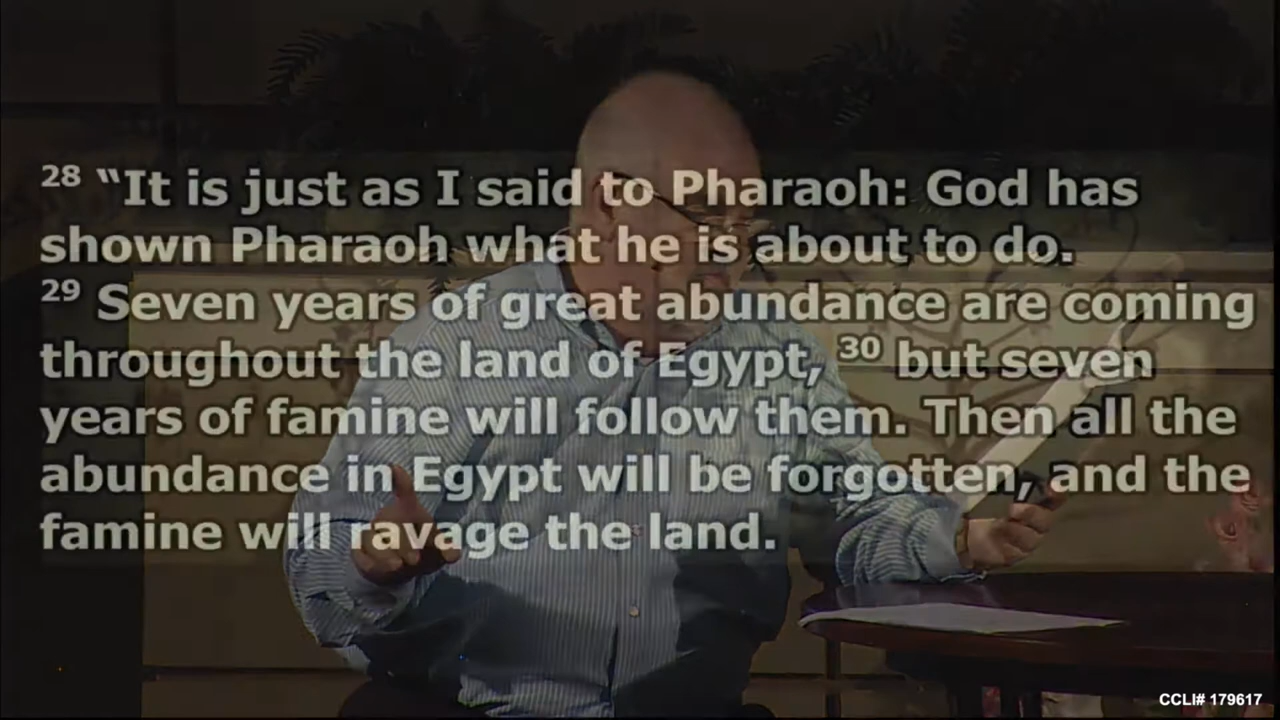 28 “It is just as I said to Pharaoh: God has
shown Pharaoh what he is about to do.
29 Seven years of great abundance are coming
throughout the land of Egypt, 30 but seven
years of famine will follow them. Then all the
abundance in Egypt will be forgotten, and the
famine will ravage the land.
CCLI# 179617